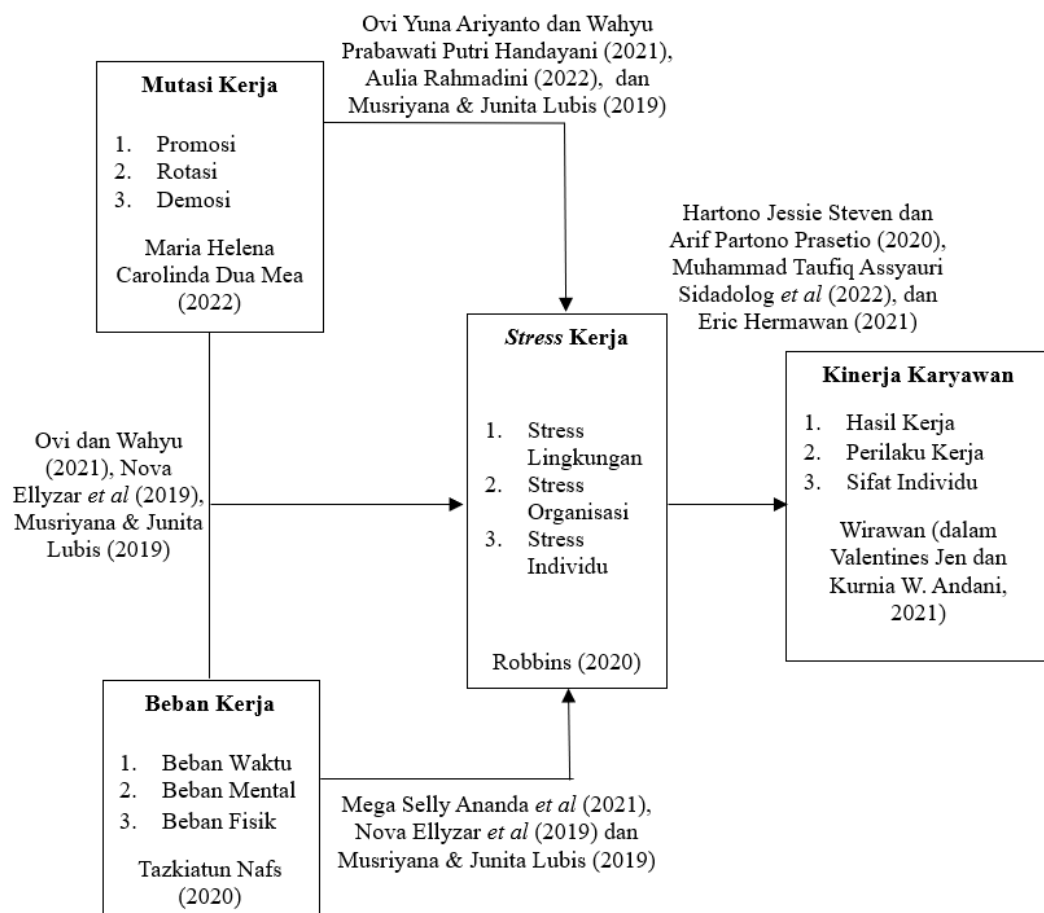 Ovi Yuna Ariyanto dan Wahyu
Prabawati Putri Handayani (2021),
Aulia Rahmadini (2022), dan
Musriyana & Junita Lubis (2019)
Mutasi Kerja
1. Promosi
2. Rotasi
3. Demosi
Maria Helena
Carolinda Dua Mea
(2022)
Hartono Jessie Steven dan
Arif Partono Prasetio (2020),
Muhammad Taufiq Assyauri
Sidadolog et al (2022), dan
Eric Hermawan (2021)
Ovi dan Wahyu
(2021), Nova
Ellyzar et al (2019),
Musriyana & Junita
Lubis (2019)
Stress Kerja
1. Stress
Lingkungan
2. Stress
Organisasi
3. Stress
Individu
Robbins (2020)
Kinerja Karyawan
1. Hasil Kerja
2. Perilaku Kerja
3. Sifat Individu
Wirawan (dalam
Valentines Jen dan
Kurnia W. Andani,
2021)
Beban Kerja
1. Beban Waktu
2. Beban Mental
3. Beban Fisik
Tazkiatun Nafs
(2020)
Mega Selly Ananda et al (2021),
Nova Ellyzar et al (2019) dan
Musriyana & Junita Lubis (2019)